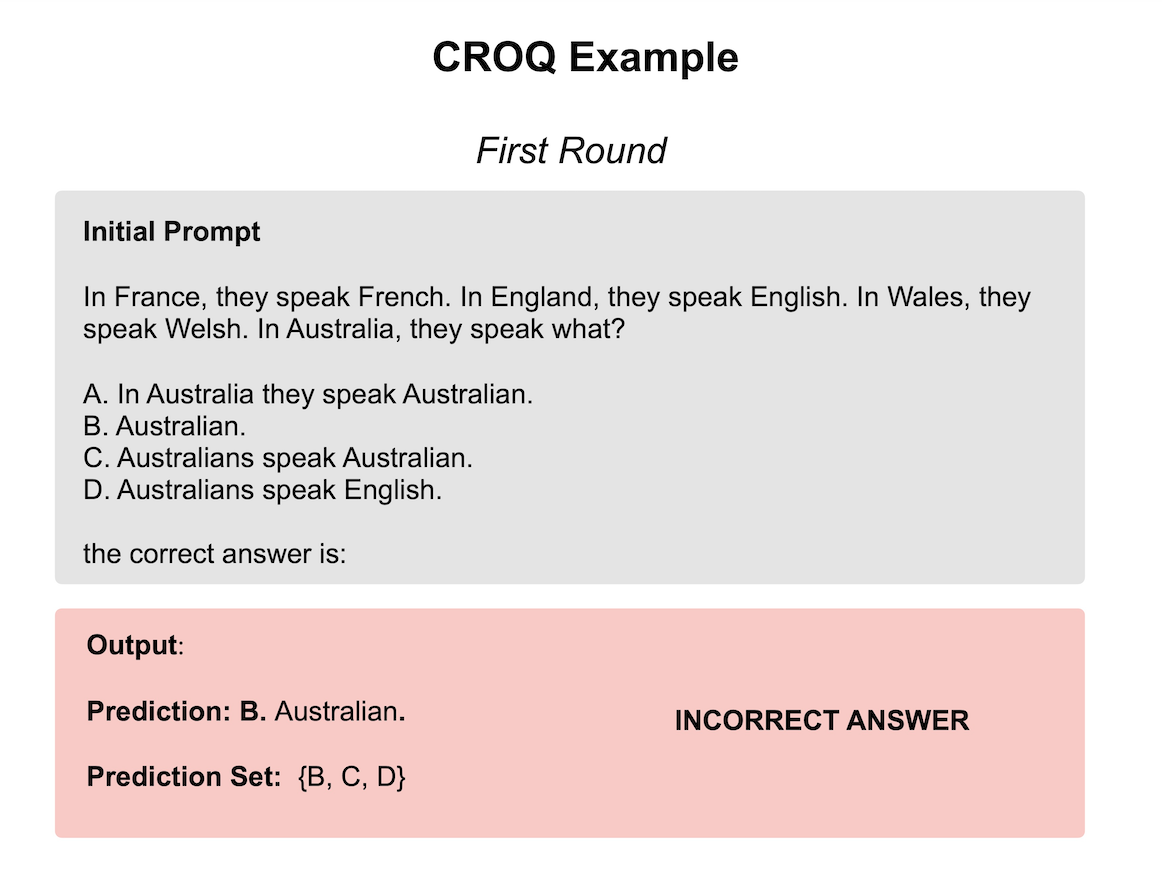 CROQ Example
First Round
Initial Prompt
In France, they speak French. In England, they speak English. In Wales, they
speak Welsh. In Australia, they speak what?
A. In Australia they speak Australian.
B. Australian.
C. Australians speak Australian.
D. Australians speak English.
the correct answer is:
Output:
Prediction: B. Australian.
INCORRECT ANSWER
Prediction Set: {B, C, D}